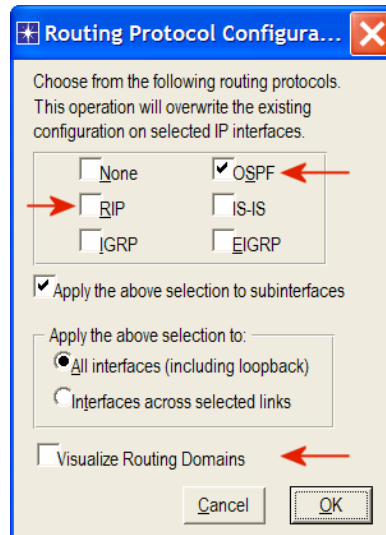 Routing Protocol Configura...
Choose from the following routing protocols.
This operation will overwrite the existing
configuration on selected IP interfaces.
None OSPF
RIP IS-IS
IGRP EIGRP
Apply the above selection to subinterfaces
Apply the above selection to:
All interfaces (including loopback)
Interfaces across selected links
Visualize Routing Domains
Cancel OK